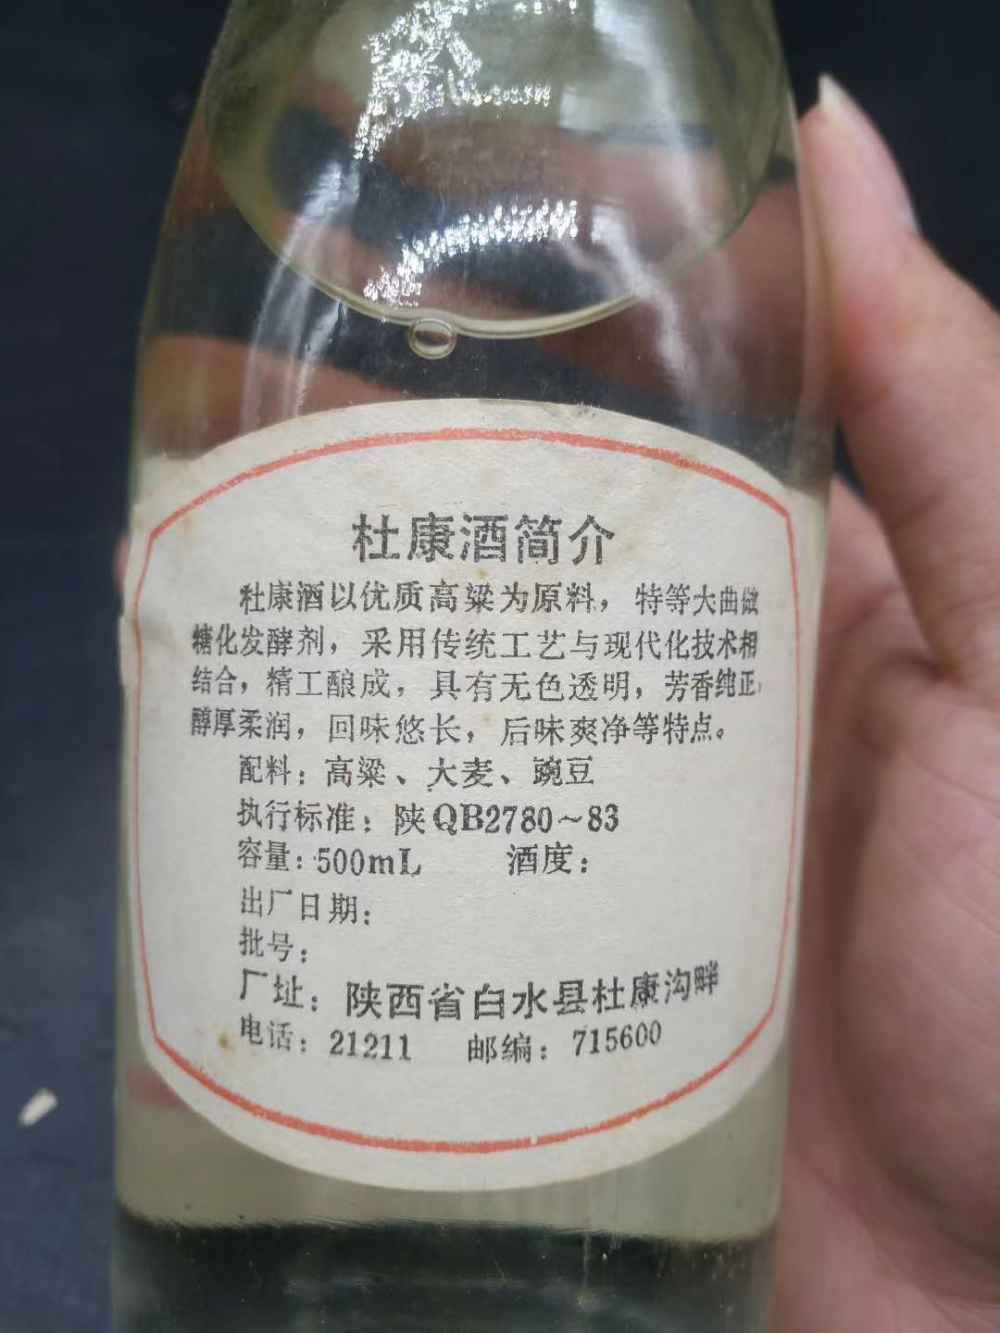 杜康酒简介
杜康酒以优质高粱为原料，特等大曲做
糖化发酵剂，采用传统工艺与现代化技术相
结合，精工酿成，具有无色透明，芳香纯正，
醇厚柔润，回味悠长，后味爽净等特点。
配料：高粱、大麦、豌豆
执行标准：陕QB2780~83
容量：500mL 酒度：
出厂日期：
批号：
厂址：陕西省白水县杜康沟畔
电话：21211 邮编：715600